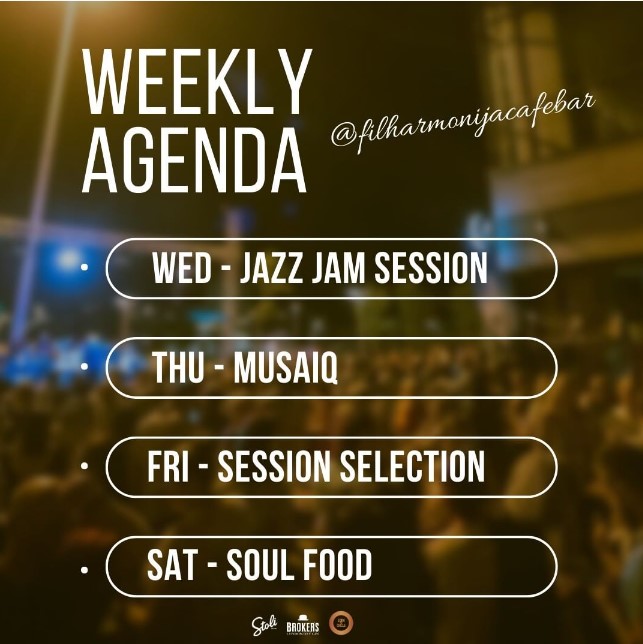 WEEKLY
AGENDA
@filharmonijacafebar
WED - JAZZ JAM SESSION
THU - MUSAIQ
FRI - SESSION SELECTION
SAT - SOUL FOOD
Stoli
BROKERS